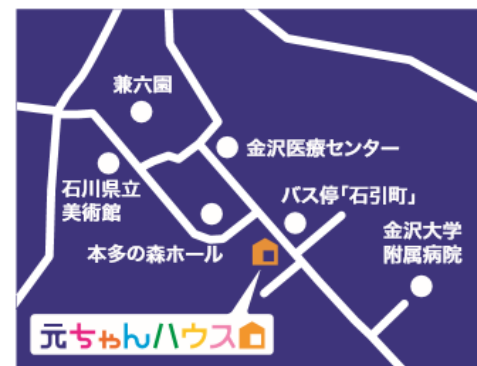 兼六園
金沢医療センター
石川県立
美術館
バス停「石引町」
本多の森ホール
金沢大学
附属病院
元ちゃんハウス